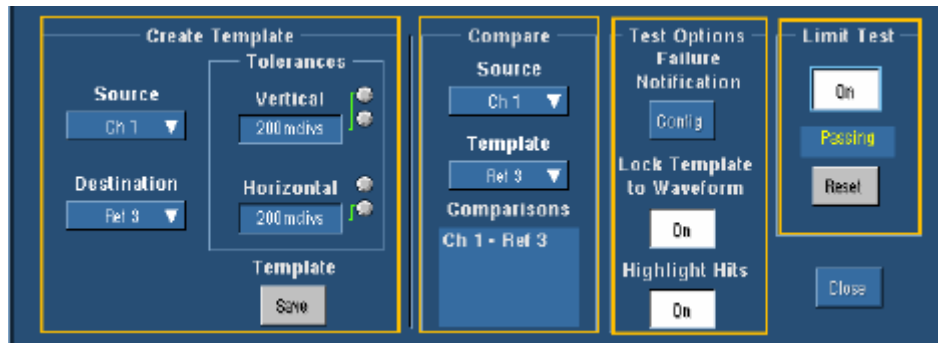 Create Template
Tolerances
Source
Ch 1
Vertical
200mdivs
Destination
Ref 3
Horizontal
200mdivs
Template
Save
Compare
Source
Ch 1
Template
Ref 3
Comparisons
Ch 1 - Ref 3
Test Options
Failure
Notification
Config
Lock Template
to Waveform
On
Highlight Hits
On
Limit Test
On
Passing
Reset
Close